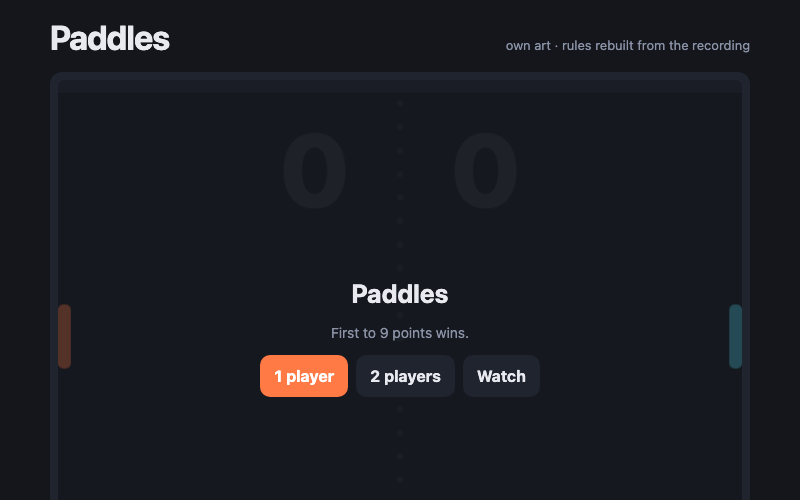 Paddles
own art · rules rebuilt from the recording
0 0
Paddles
First to 9 points wins.
1 player 2 players Watch